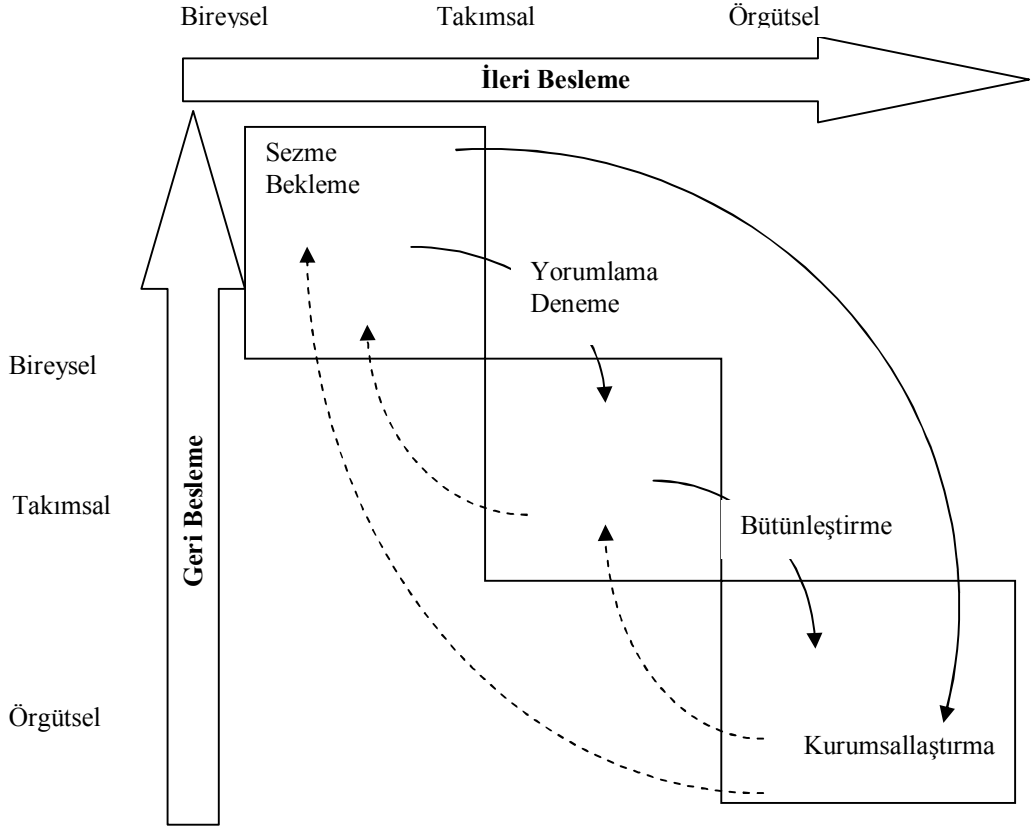 Bireysel Takımsal Örgütsel
İleri Besleme
Sezme
Bekleme
Yorumlama
Deneme
Bireysel
Geri Besleme
Takımsal
Bütünleştirme
Örgütsel
Kurumsallaştırma